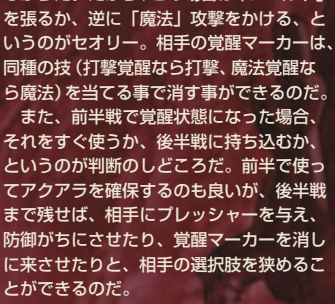 を張るか、逆に「魔法」攻撃をかける、と
いうのがセオリー。相手の覚醒マーカーは、
同種の技(打撃覚醒なら打撃、魔法覚醒な
ら魔法)を当てる事で消す事ができるのだ。
　また、前半戦で覚醒状態になった場合、
それをすぐ使うか、後半戦に持ち込むか、
というのが判断のしどころだ。前半で使っ
てアクアラを確保するのも良いが、後半戦
まで残せば、相手にプレッシャーを与え、
防御がちにさせたり、覚醒マーカーを消し
に来させたりと、相手の選択肢を狭めるこ
とができるのだ。